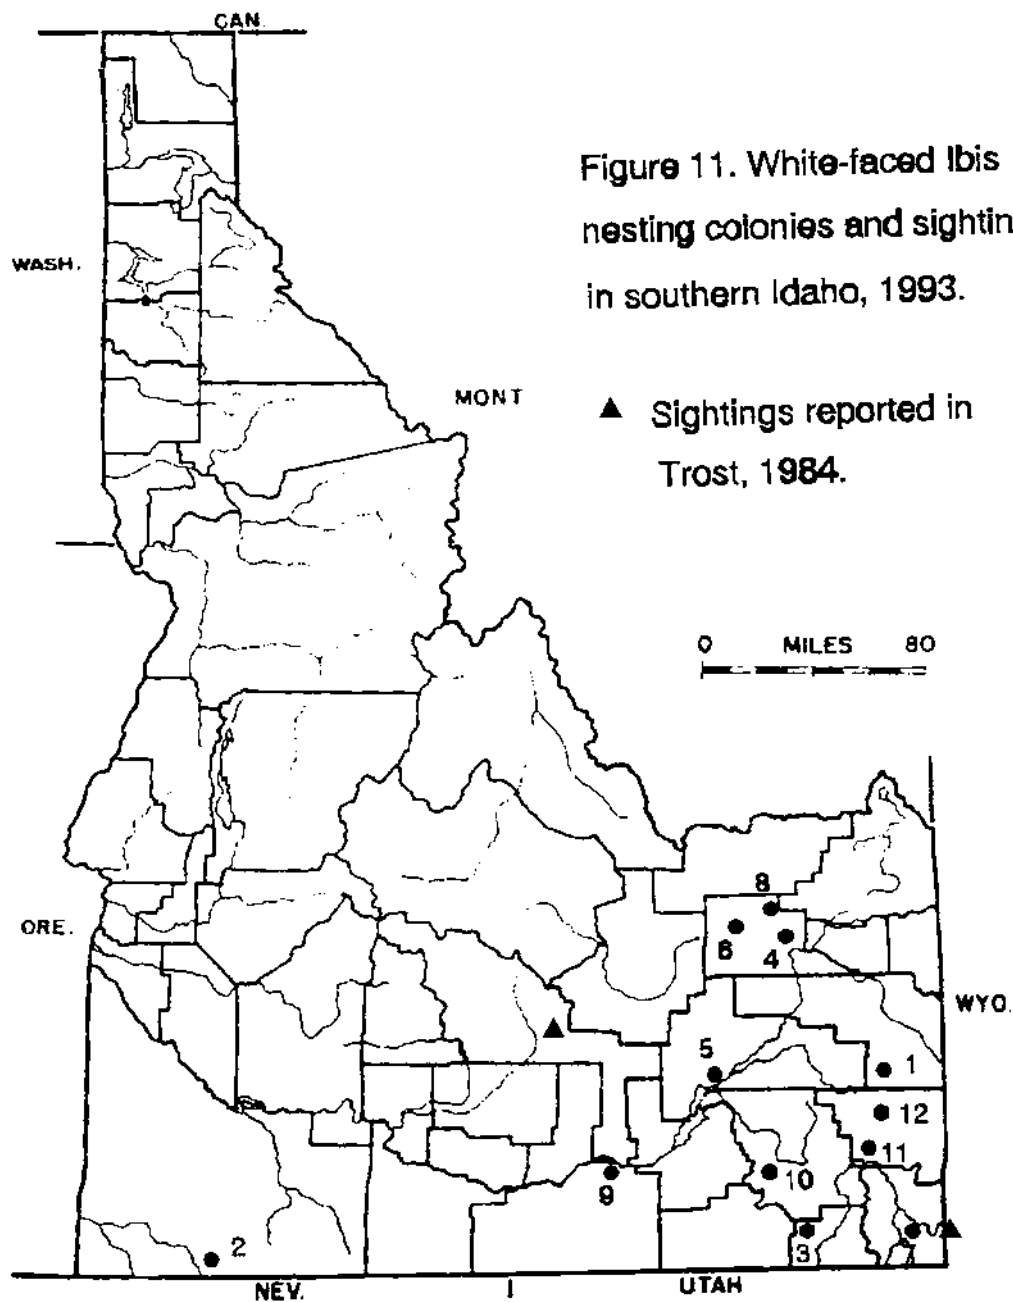 CAN.
Figure 11. White-faced Ibis
nesting colonies and sightin
in southern Idaho, 1993.
WASH.
MONT
▲ Sightings reported in
Trost, 1984.
0 MILES 80
8
6
4
ORE.
WYO.
5
1
12
11
10
9
3
2
NEV.
UTAH